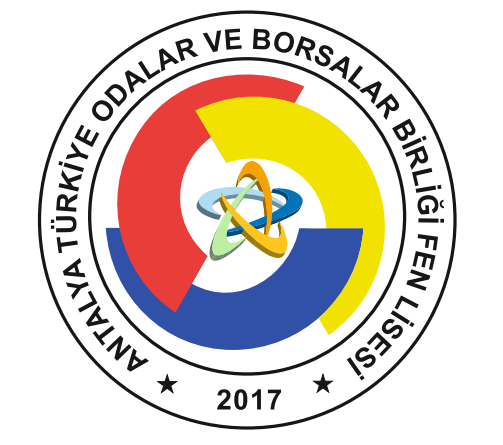 ANTALYA TÜRKİYE ODALAR VE BORSALAR BİRLİĞİ FEN LİSESİ
★ 2017 ★